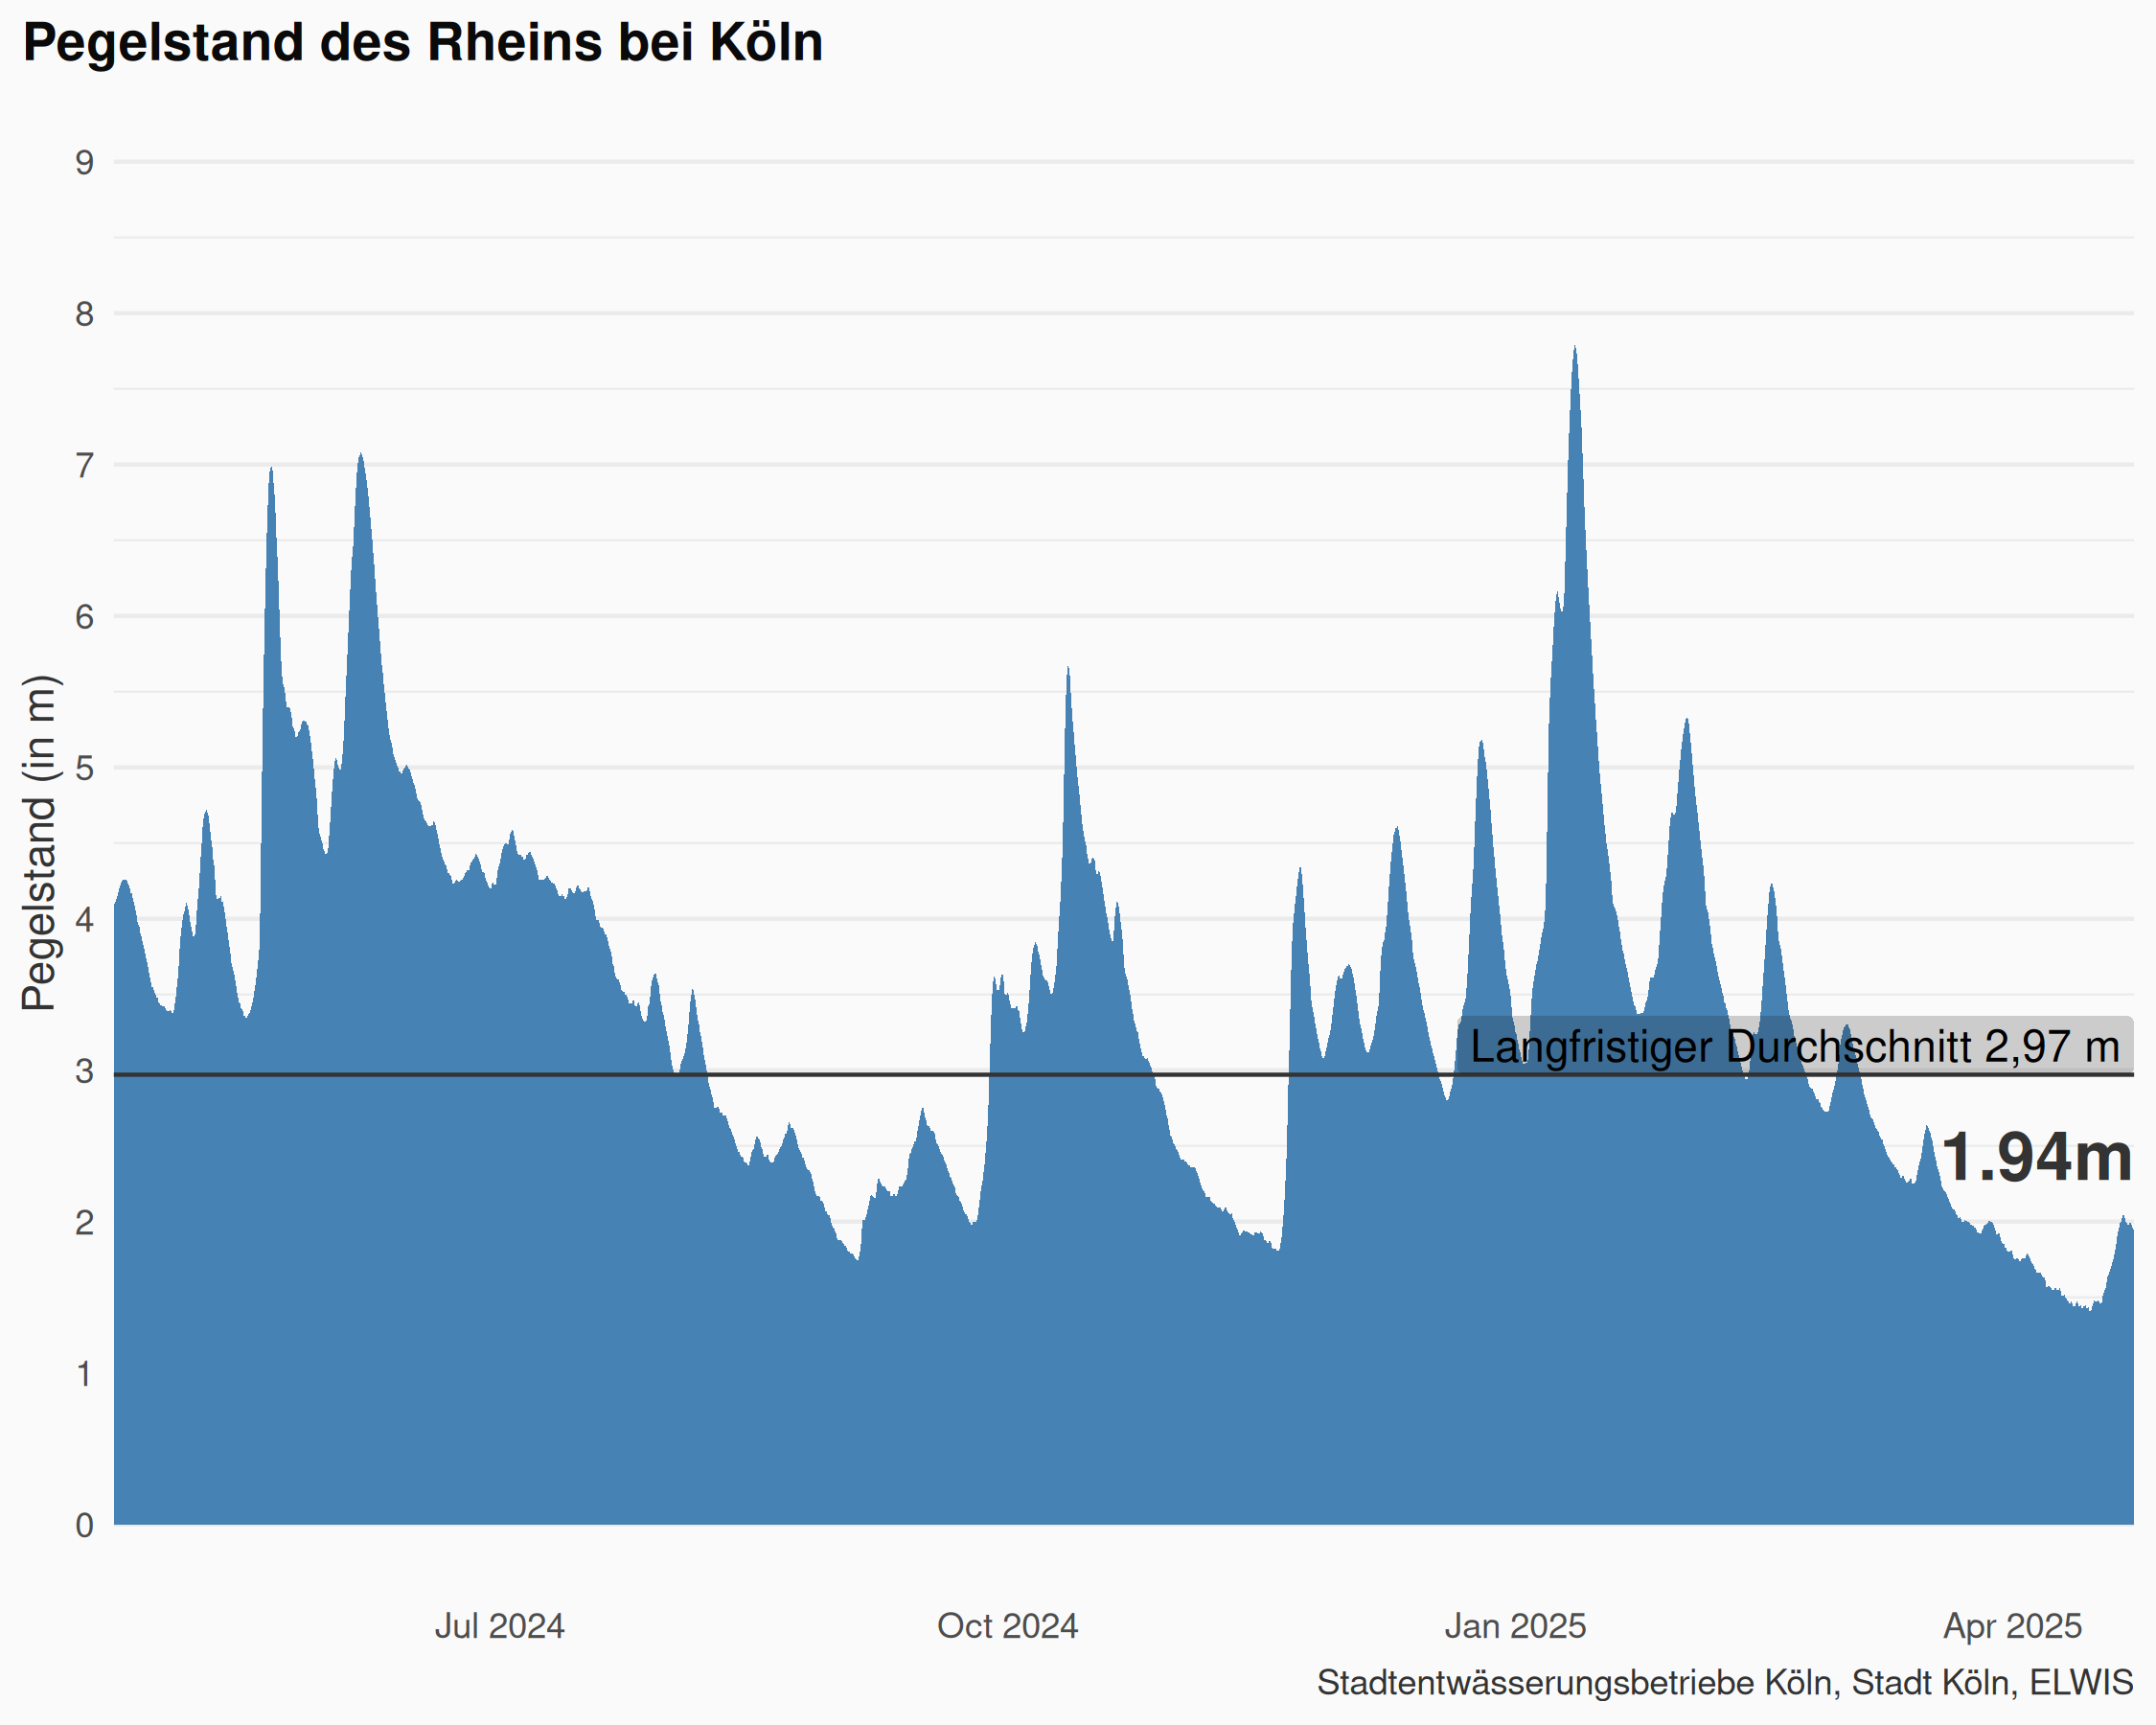 Pegelstand des Rheins bei Köln
Pegelstand (in m)
9
8
7
6
5
4
3
2
1
0
Langfristiger Durchschnitt 2,97 m
1.94m
Jul 2024
Oct 2024
Jan 2025
Apr 2025
Stadtentwässerungsbetriebe Köln, Stadt Köln, ELWIS